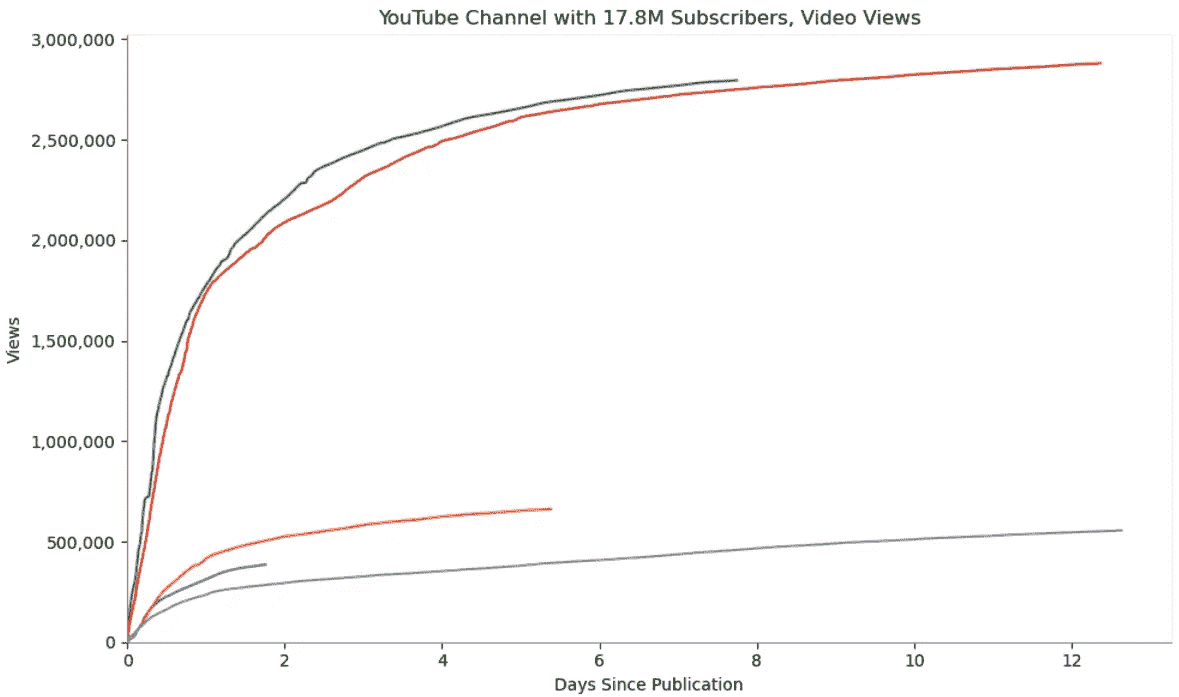 YouTube Channel with 17.8M Subscribers, Video Views
3,000,000
2,500,000
2,000,000
1,500,000
1,000,000
500,000
0
Views
0 2 4 6 8 10 12
Days Since Publication